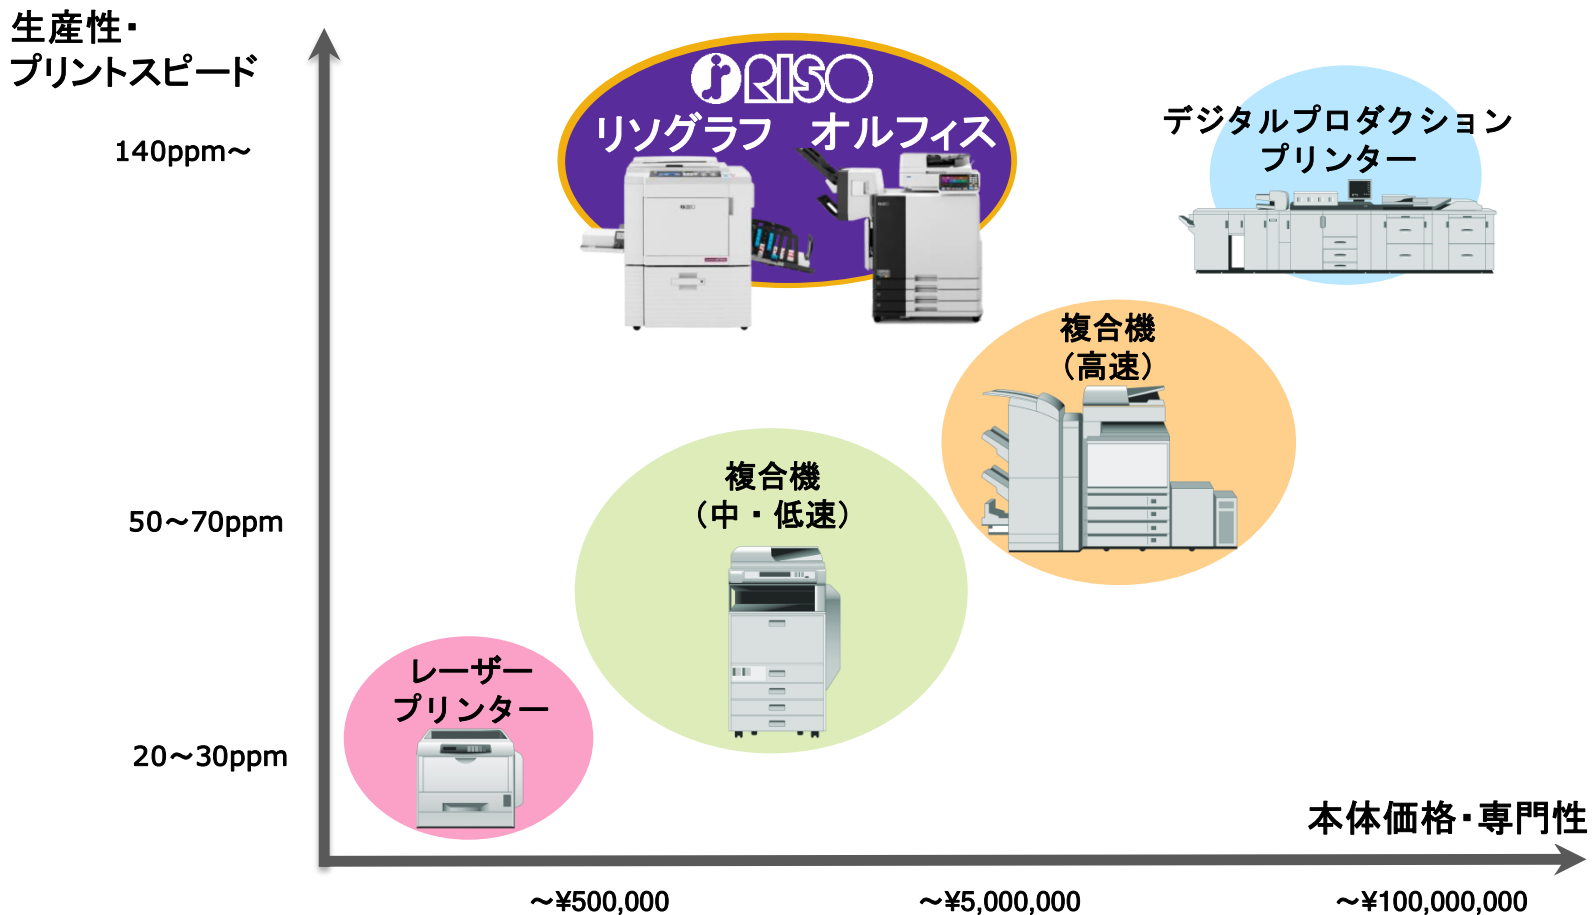 生産性・
プリントスピード
140ppm～
50～70ppm
20～30ppm
RISO
リソグラフ オルフィス
デジタルプロダクション
プリンター
複合機
（高速）
複合機
（中・低速）
レーザー
プリンター
本体価格・専門性
～¥500,000
～¥5,000,000
～¥100,000,000